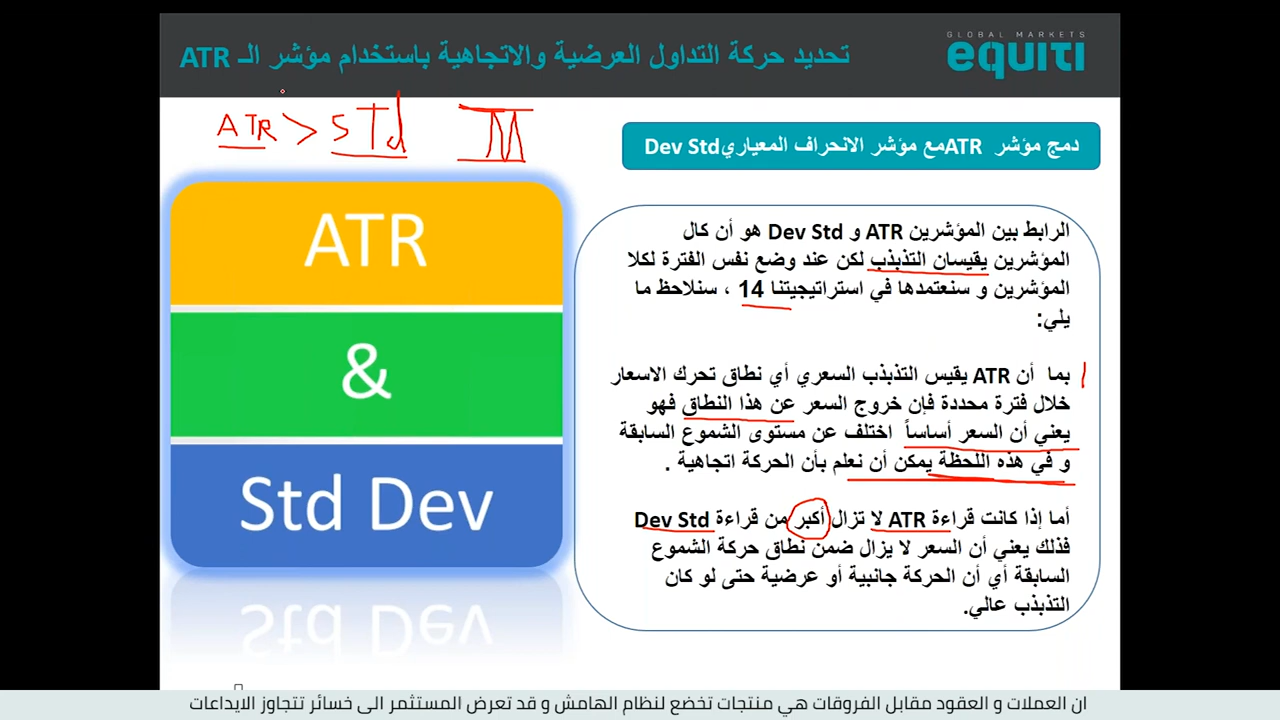 GLOBAL MARKETS
equiti
تحديد حركة التداول العرضية والاتجاهية باستخدام مؤشر الـ ATR
ATR > STd
دمج مؤشر ATRمع مؤشر الانحراف المعياريDev Std
ATR
&
Std Dev
الرابط بين المؤشرين ATR و Dev Std هو أن كال
المؤشرين يقيسان التذبذب لكن عند وضع نفس الفترة لكلا
المؤشرين و سنعتمدها في استراتيجيتنا 14 ، سنلاحظ ما
يلي:
بما أن ATR يقيس التذبذب السعري أي نطاق تحرك الاسعار
خلال فترة محددة فإن خروج السعر عن هذا النطاق فهو
يعني أن السعر أساساً اختلف عن مستوى الشموع السابقة
و في هذه اللحظة يمكن أن نعلم بأن الحركة اتجاهية .
أما إذا كانت قراءة ATR لا تزال أكبر من قراءة Dev Std
فذلك يعني أن السعر لا يزال ضمن نطاق حركة الشموع
السابقة أي أن الحركة جانبية أو عرضية حتى لو كان
التذبذب عالي.
ان العملات و العقود مقابل الفروقات هي منتجات تخضع لنظام الهامش و قد تعرض المستثمر الى خسائر تتجاوز الايداعات